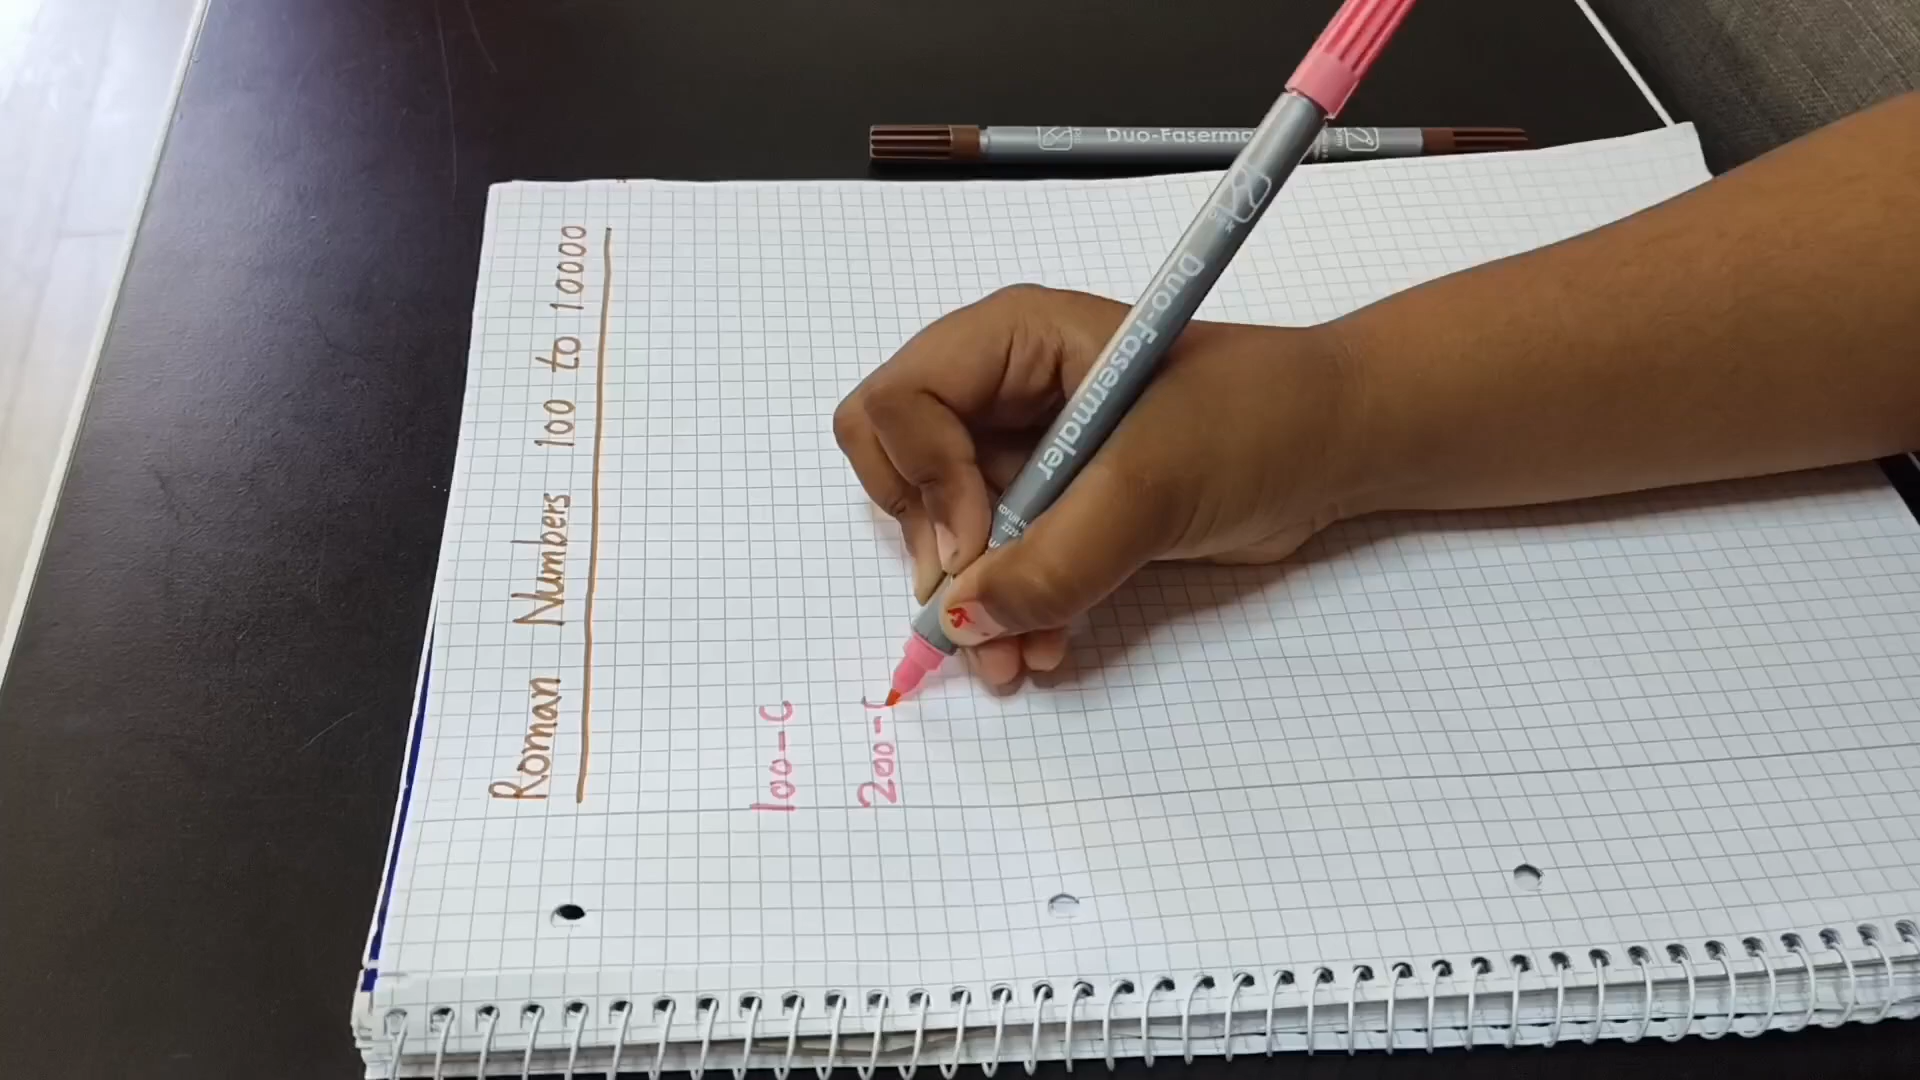 Roman Numbers 100 to 10000
100-C
200-C
Duo-Faserma
Duo-Fasermaler